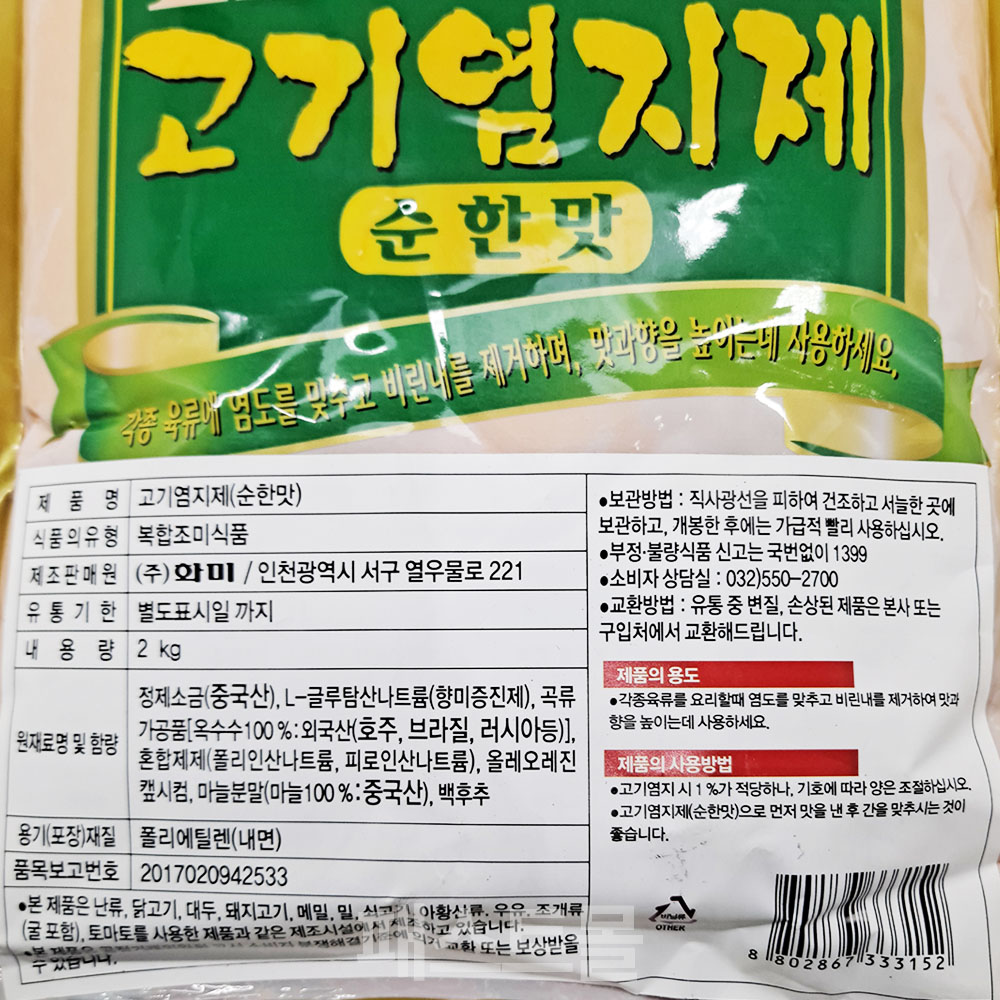 고기염지제
순한맛
각종 육류에 염도를 맞추고 비린내를 제거하며, 맛과향을 높이는데 사용하세요.
제품명 고기염지제(순한맛)
식품의유형 복합조미식품
제조판매원 (주)화미 / 인천광역시 서구 열우물로 221
유통기한 별도표시일 까지
내용량 2 kg
원재료명 및 함량
정제소금(중국산), L-글루탐산나트륨(향미증진제), 곡류
가공품[옥수수100%:외국산(호주, 브라질, 러시아등)],
혼합제제(폴리인산나트륨, 피로인산나트륨), 올레오레진
캪시컴, 마늘분말(마늘100%:중국산), 백후추
용기(포장)재질 폴리에틸렌(내면)
품목보고번호 2017020942533
●본 제품은 난류, 닭고기, 대두, 돼지고기, 메밀, 밀, 쇠고기, 아황산류, 우유, 조개류
(굴 포함), 토마토를 사용한 제품과 같은 제조시설에서 제조하고 있습니다.
교환 또는 보상받을
수 있습니다.
●보관방법 : 직사광선을 피하여 건조하고 서늘한 곳에
보관하고, 개봉한 후에는 가급적 빨리 사용하십시오.
●부정·불량식품 신고는 국번없이 1399
●소비자 상담실 : 032)550-2700
●교환방법 : 유통 중 변질, 손상된 제품은 본사 또는
구입처에서 교환해드립니다.
제품의 용도
●각종육류를 요리할때 염도를 맞추고 비린내를 제거하여 맛과
향을 높이는데 사용하세요.
제품의 사용방법
●고기염지 시 1%가 적당하나, 기호에 따라 양은 조절하십시오.
●고기염지제(순한맛)으로 먼저 맛을 낸 후 간을 맞추시는 것이
좋습니다.
비닐류
OTHER
8 802867 333152